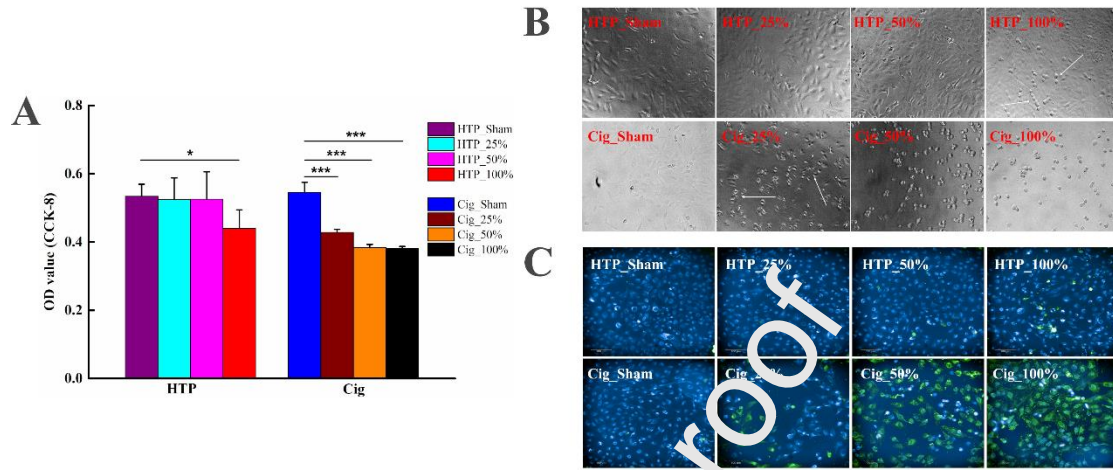 A
OD value (CCK-8)
0.8
0.6
0.4
0.2
0.0
*
***
***
***
HTP
Cig
HTP_Sham
HTP_25%
HTP_50%
HTP_100%
Cig_Sham
Cig_25%
Cig_50%
Cig_100%
B
HTP_Sham
HTP_25%
HTP_50%
HTP_100%
Cig_Sham
Cig_25%
Cig_50%
Cig_100%
C
HTP_Sham
HTP_25%
HTP_50%
HTP_100%
Cig_Sham
Cig_50%
Cig_100%
roof